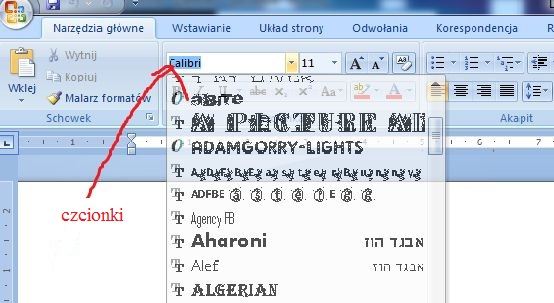 Narzędzia główne Wstawianie Układ strony Odwołania Korespondencja
Wklej
Wytnij
Kopiuj
Malarz formatów
Schowek
Calibri 11
Akapit
ADAMGORRY-LIGHTS
Agency FB
Aharoni אבגד הוז
Alef אבגד הוז
ALGERIAN
czcionki